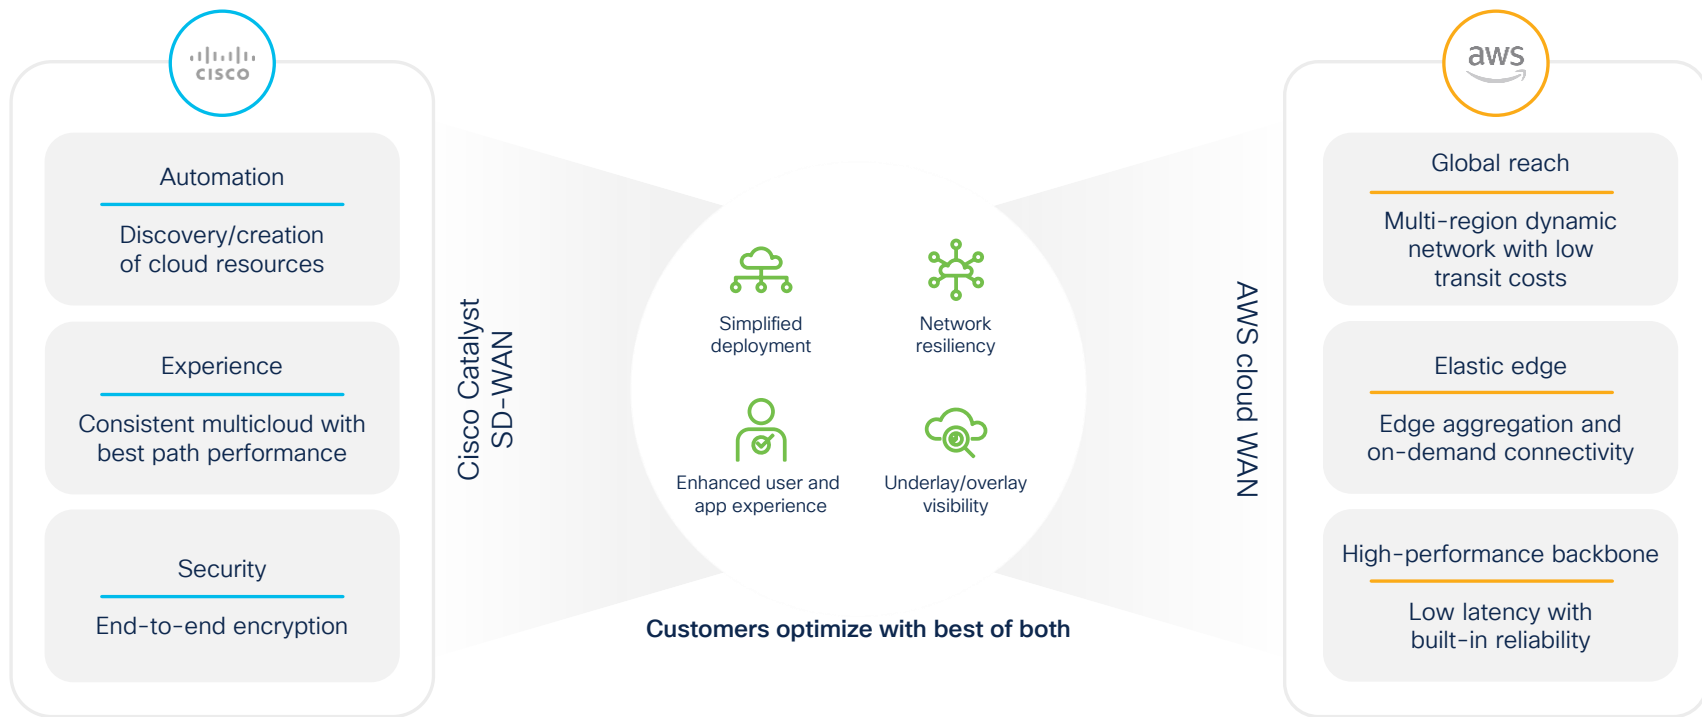 CISCO
Automation
Discovery/creation
of cloud resources
Experience
Consistent multicloud with
best path performance
Security
End-to-end encryption
Cisco Catalyst
SD-WAN
Simplified
deployment
Network
resiliency
Enhanced user and
app experience
Underlay/overlay
visibility
Customers optimize with best of both
AWS cloud WAN
aws
Global reach
Multi-region dynamic
network with low
transit costs
Elastic edge
Edge aggregation and
on-demand connectivity
High-performance backbone
Low latency with
built-in reliability